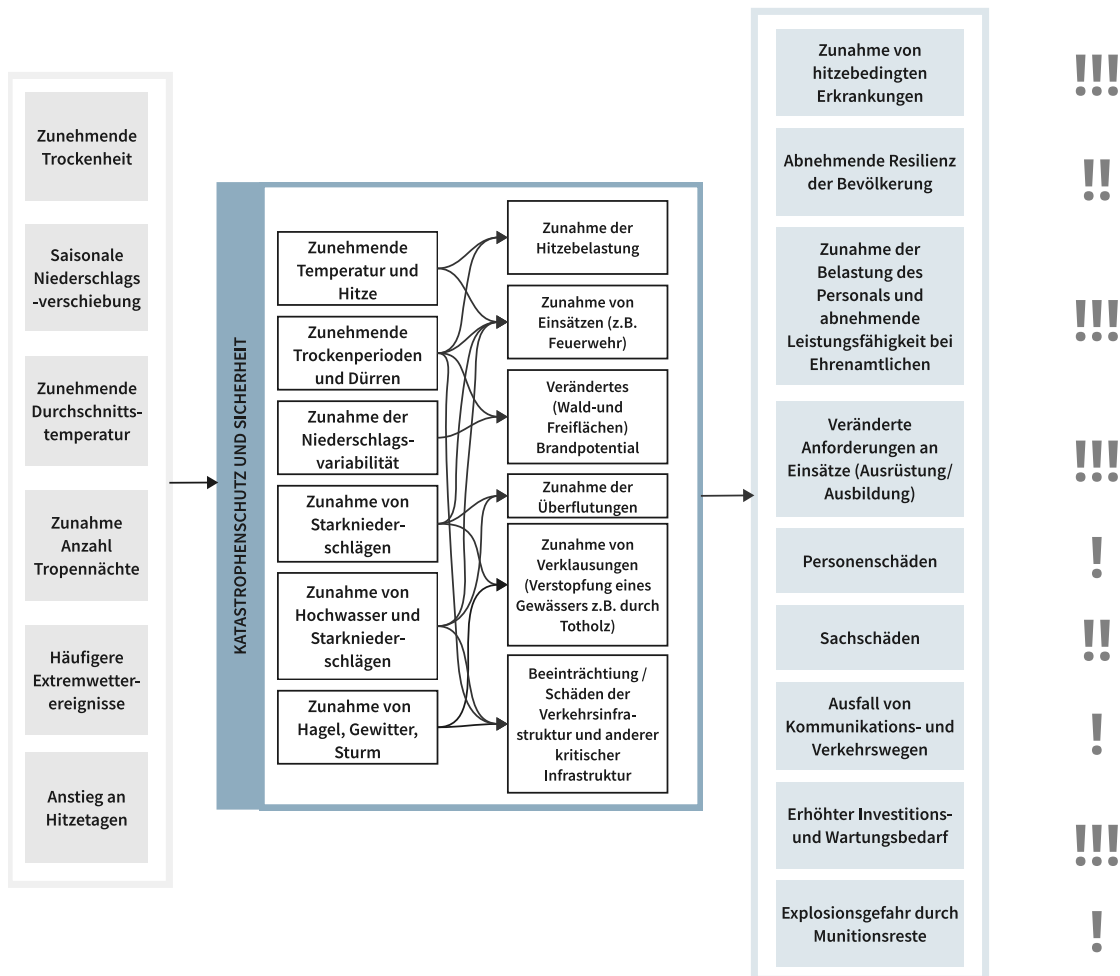 Zunehmende
Trockenheit
Saisonale
Niederschlags
-verschiebung
Zunehmende
Durchschnitts-
temperatur
Zunahme
Anzahl
Tropennächte
Häufigere
Extremwetter-
ereignisse
Anstieg an
Hitzetagen
KATASTROPHENSCHUTZ UND SICHERHEIT
Zunehmende
Temperatur und
Hitze
Zunehmende
Trockenperioden
und Dürren
Zunahme der
Niederschlags-
variabilität
Zunahme von
Starknieder-
schlägen
Zunahme von
Hochwasser und
Starknieder-
schlägen
Zunahme von
Hagel, Gewitter,
Sturm
Zunahme der
Hitzebelastung
Zunahme von
Einsätzen (z.B.
Feuerwehr)
Verändertes
(Wald-und
Freiflächen)
Brandpotential
Zunahme der
Überflutungen
Zunahme von
Verklausungen
(Verstopfung eines
Gewässers z.B. durch
Totholz)
Beeinträchtiung /
Schäden der
Verkehrsinfra-
struktur und anderer
kritischer
Infrastruktur
Zunahme von
hitzebedingten
Erkrankungen
!!!
Abnehmende Resilienz
der Bevölkerung
!!
Zunahme der
Belastung des
Personals und
abnehmende
Leistungsfähigkeit bei
Ehrenamtlichen
!!!
Veränderte
Anforderungen an
Einsätze (Ausrüstung/
Ausbildung)
!!!
Personenschäden
!
Sachschäden
!!
Ausfall von
Kommunikations- und
Verkehrswegen
!
Erhöhter Investitions-
und Wartungsbedarf
!!!
Explosionsgefahr durch
Munitionsreste
!